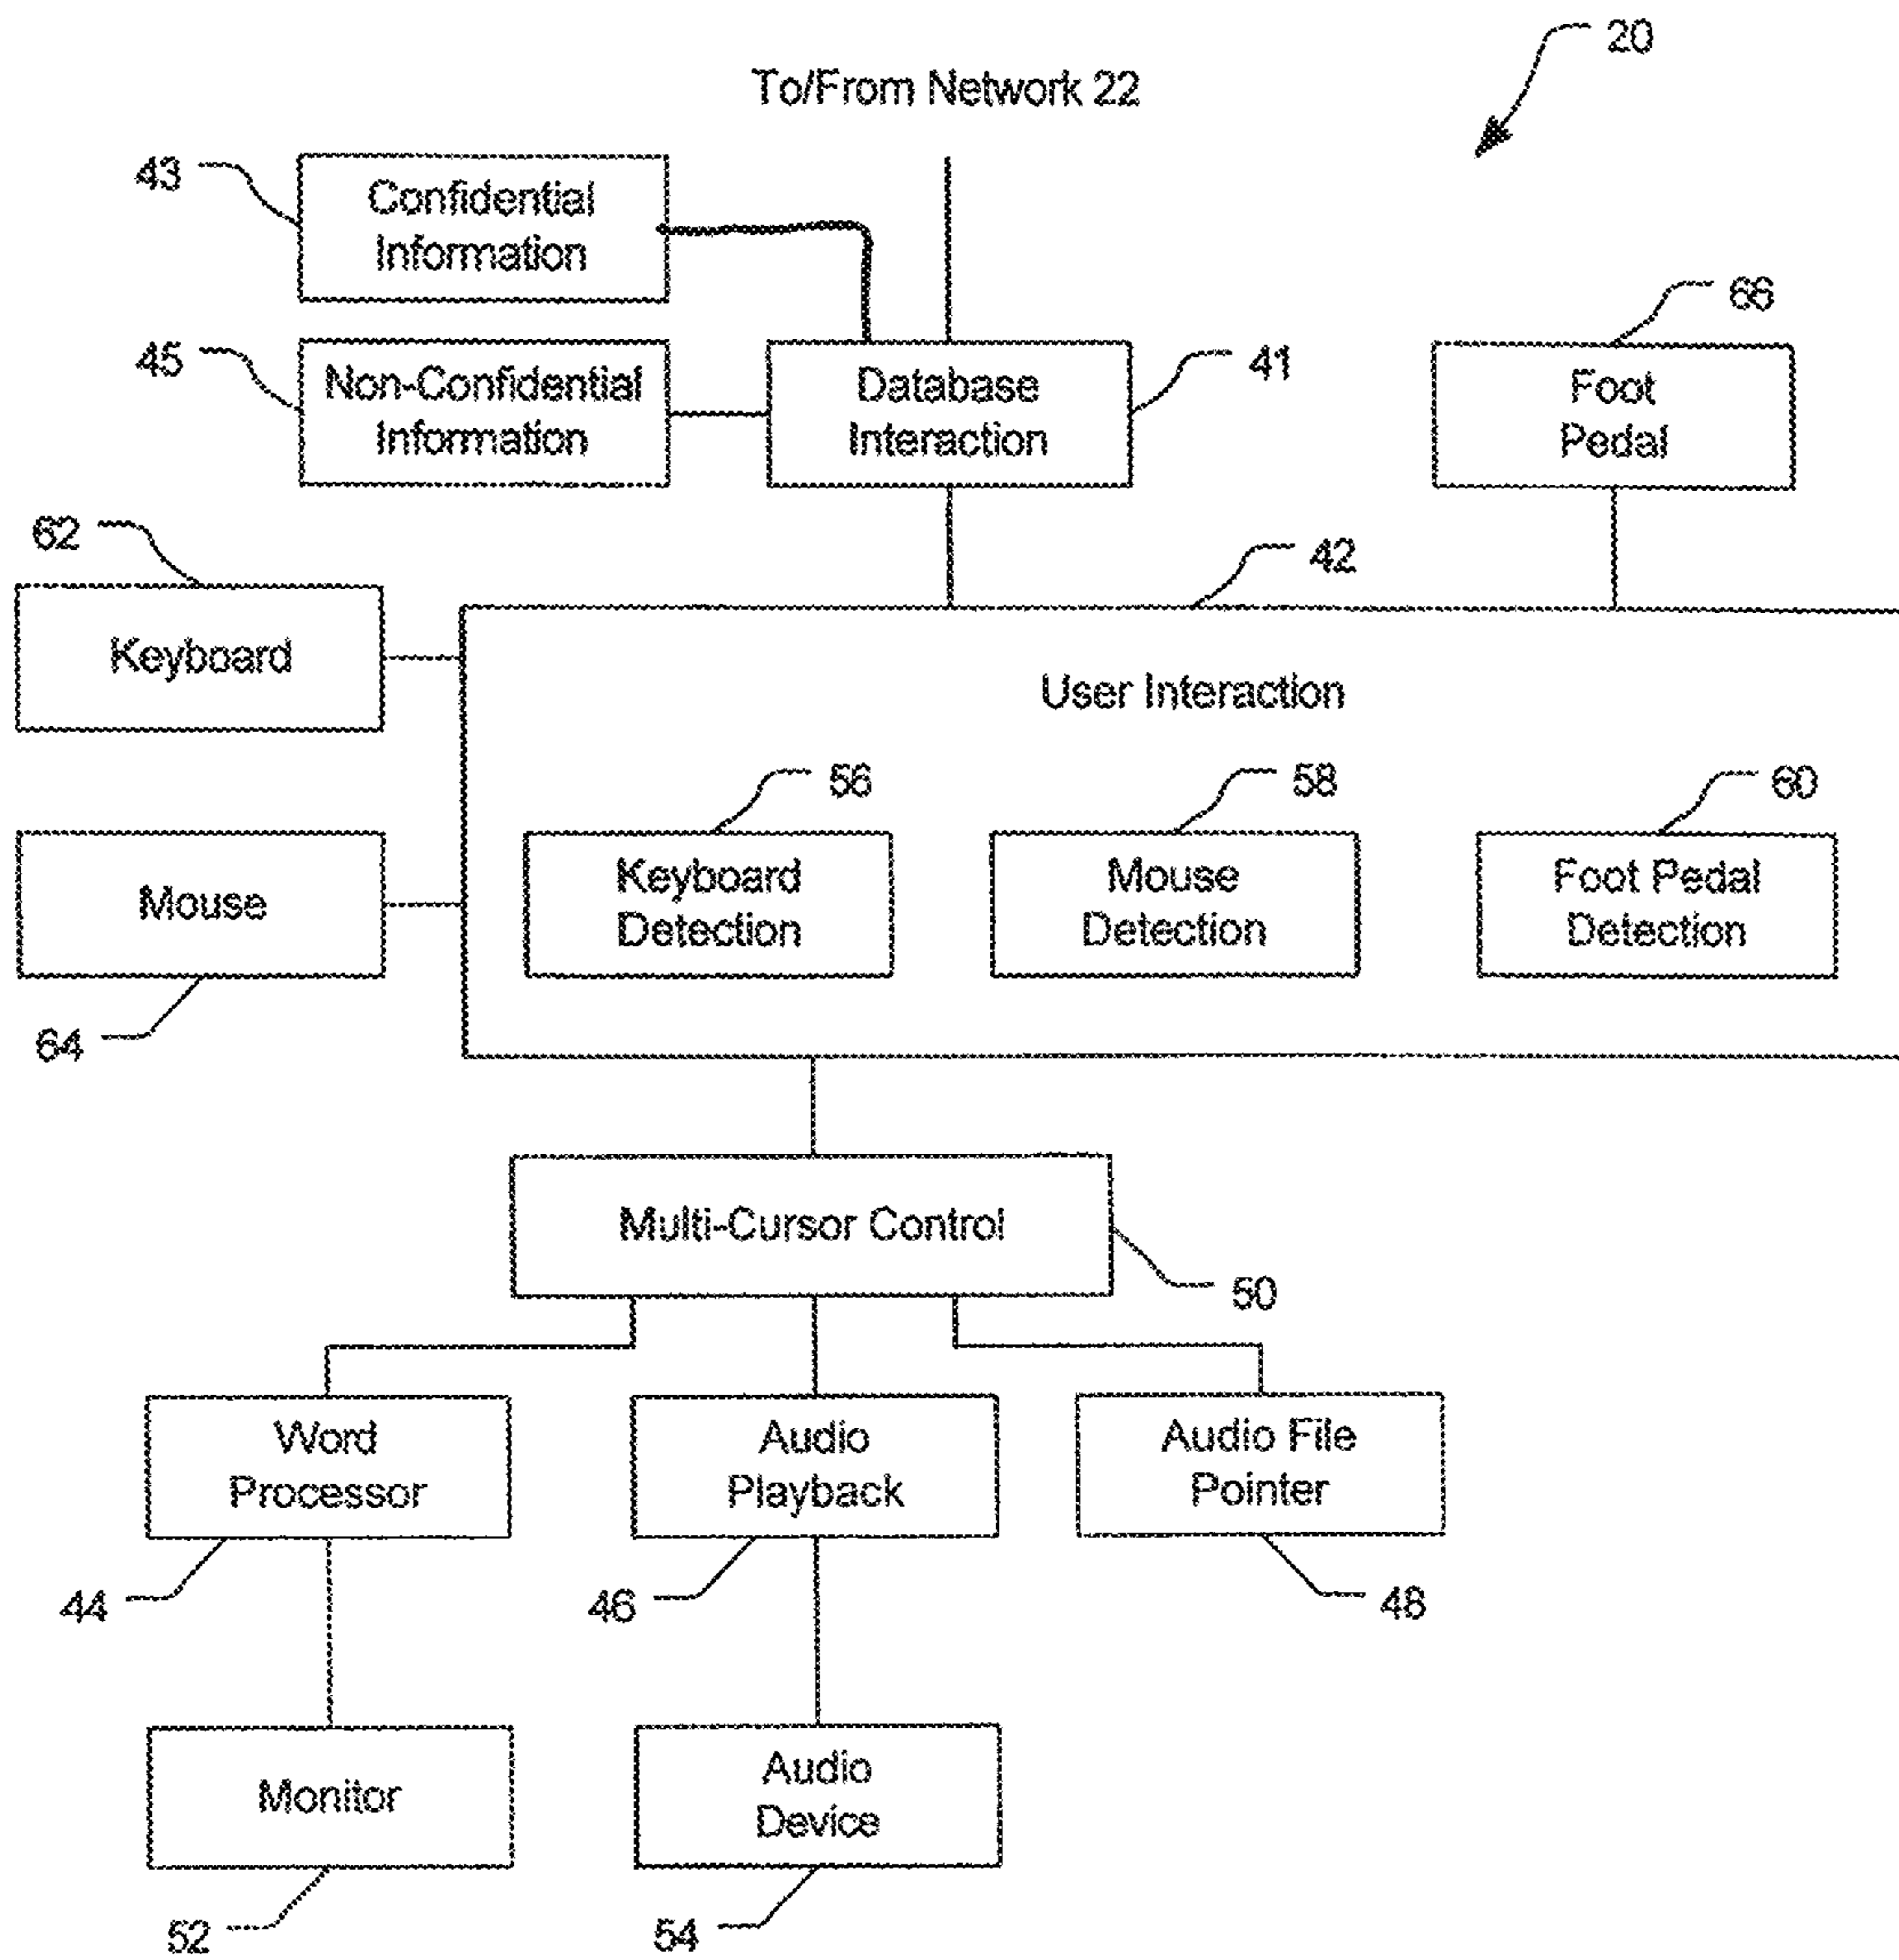 20
To/From Network 22
43
Confidential
Information
45
Non-Confidential
Information
Database
Interaction
41
66
Foot
Pedal
62
Keyboard
42
User Interaction
56
58
60
Keyboard
Detection
Mouse
Detection
Foot Pedal
Detection
Mouse
64
Multi-Cursor Control
50
Word
Processor
Audio
Playback
Audio File
Pointer
44
46
48
Monitor
Audio
Device
52
54